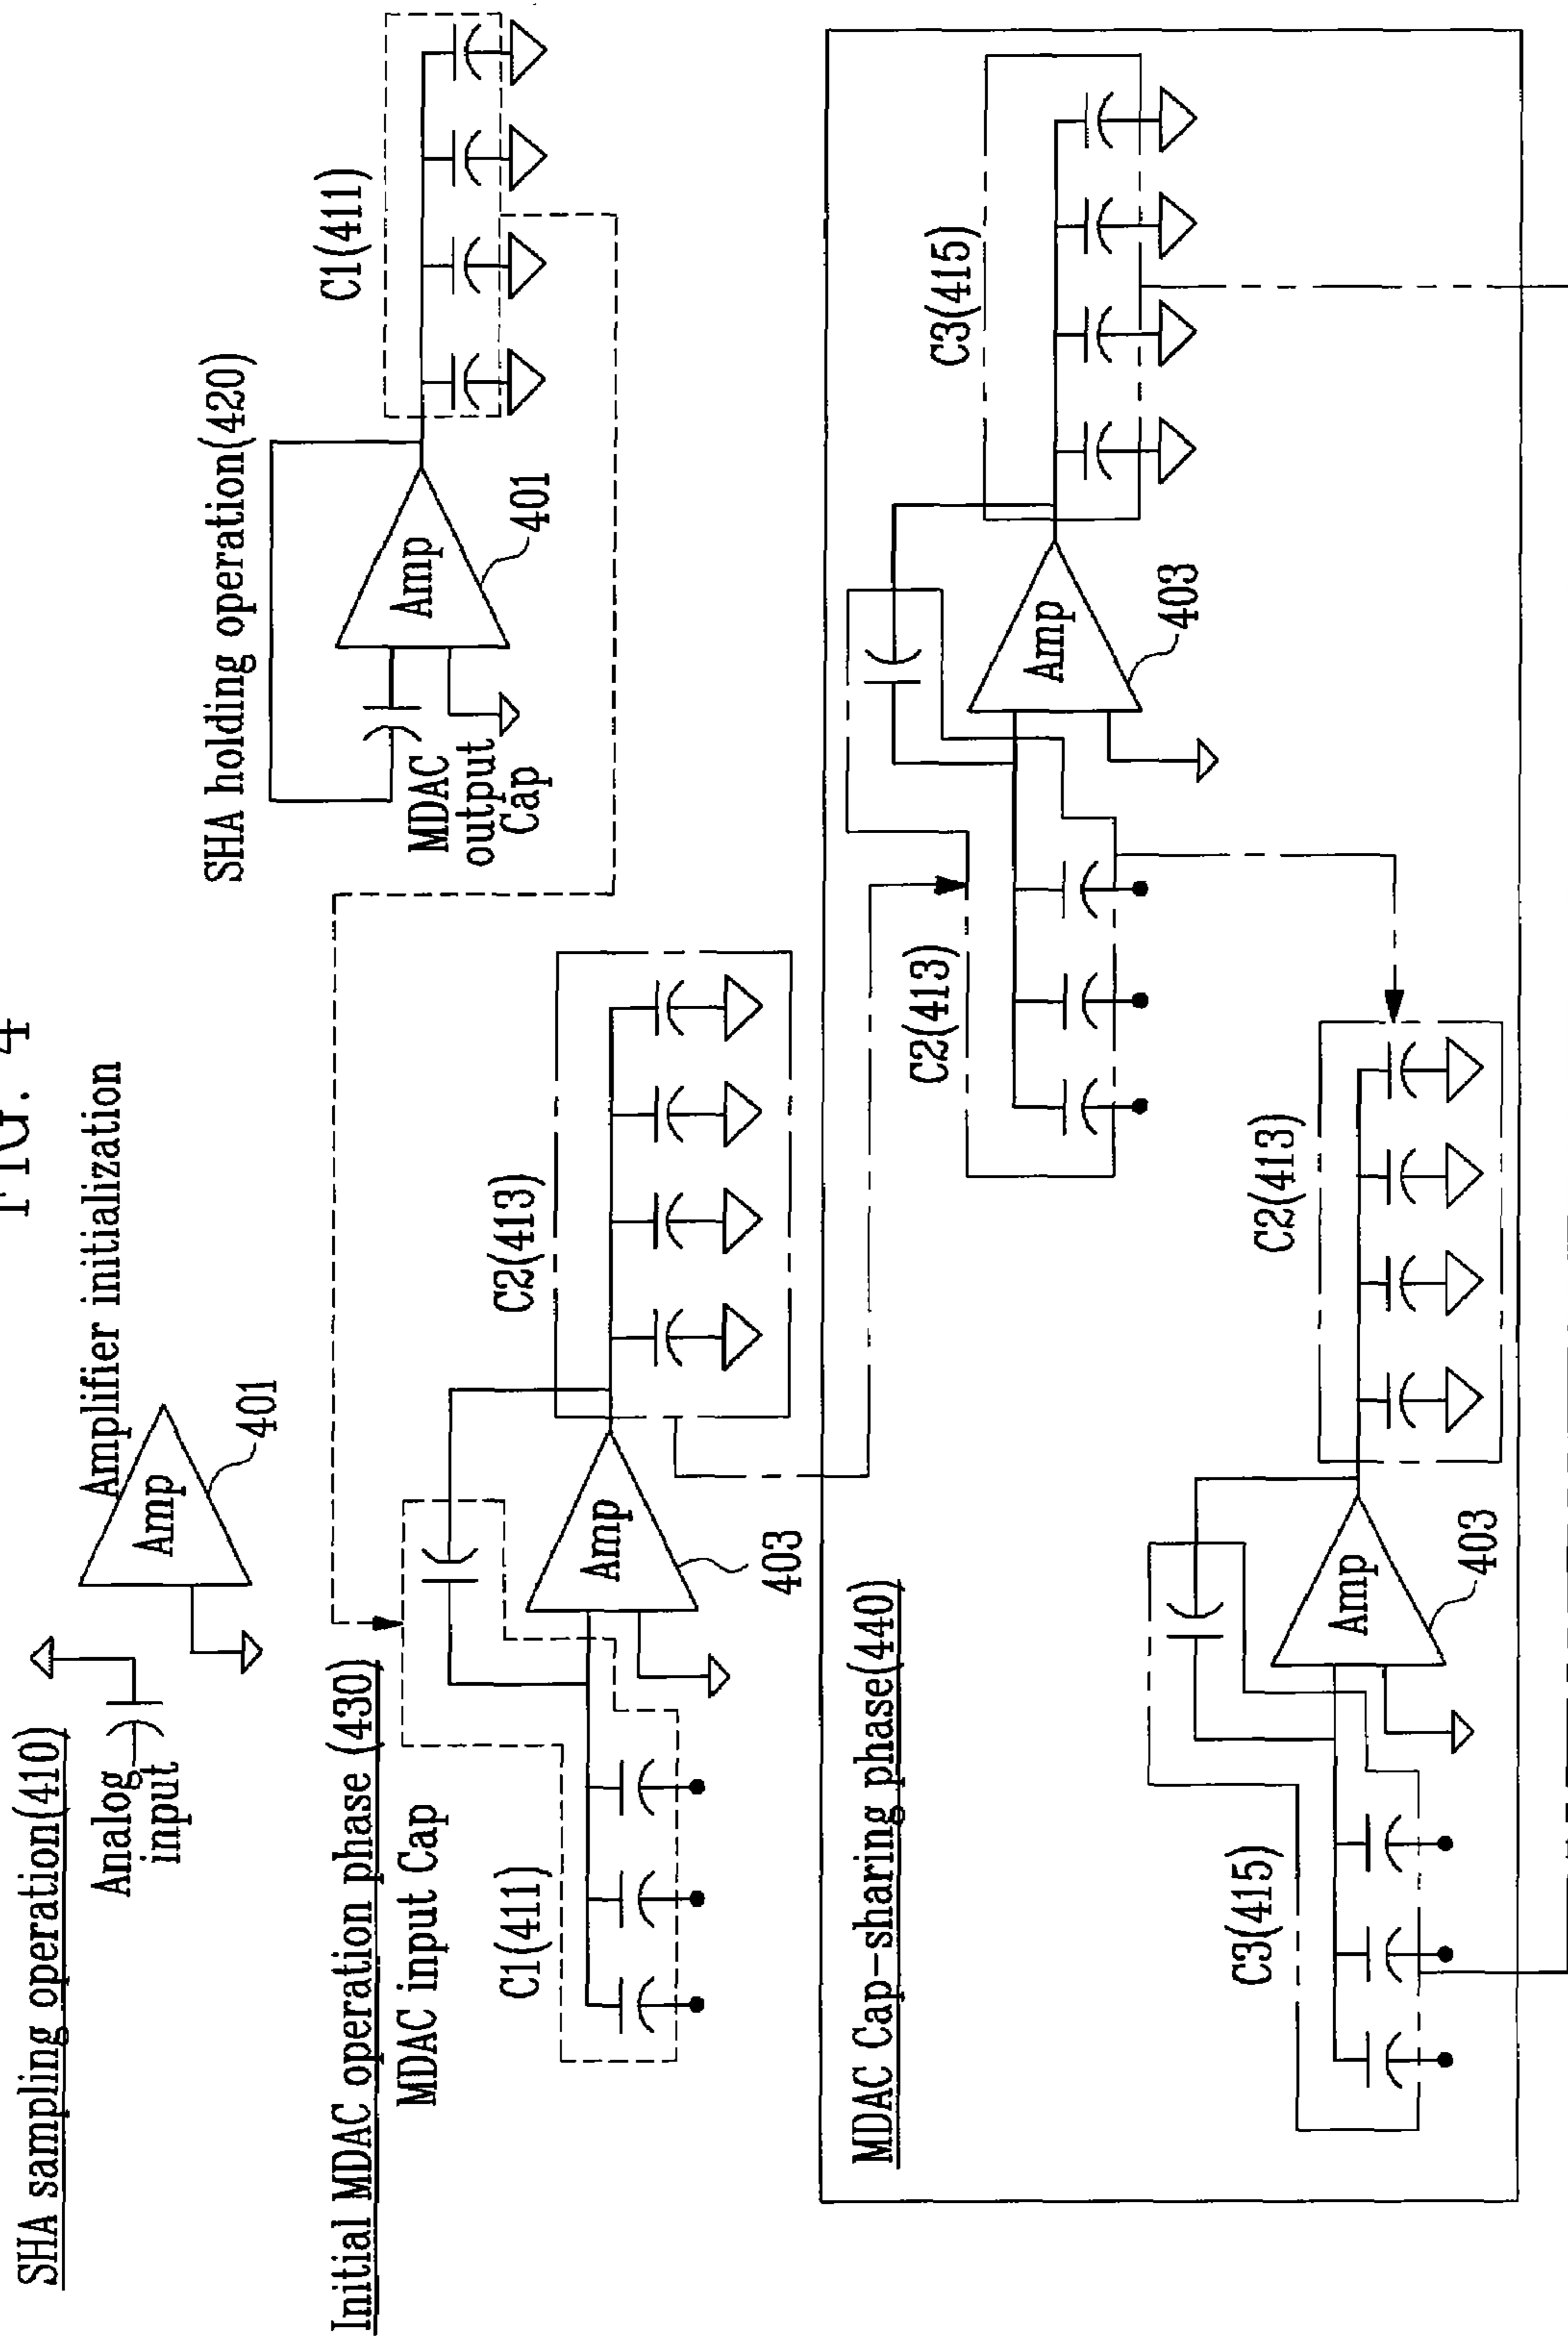 FIG. 4
SHA sampling operation(410)
Analog
input
Amplifier initialization
Amp
401
SHA holding operation(420)
MDAC
output
Cap
Amp
401
C1(411)
Initial MDAC operation phase (430)
MDAC input Cap
C1(411)
Amp
403
C2(413)
MDAC Cap-sharing phase(440)
C2(413)
Amp
403
C3(415)
C3(415)
Amp
403
C2(413)